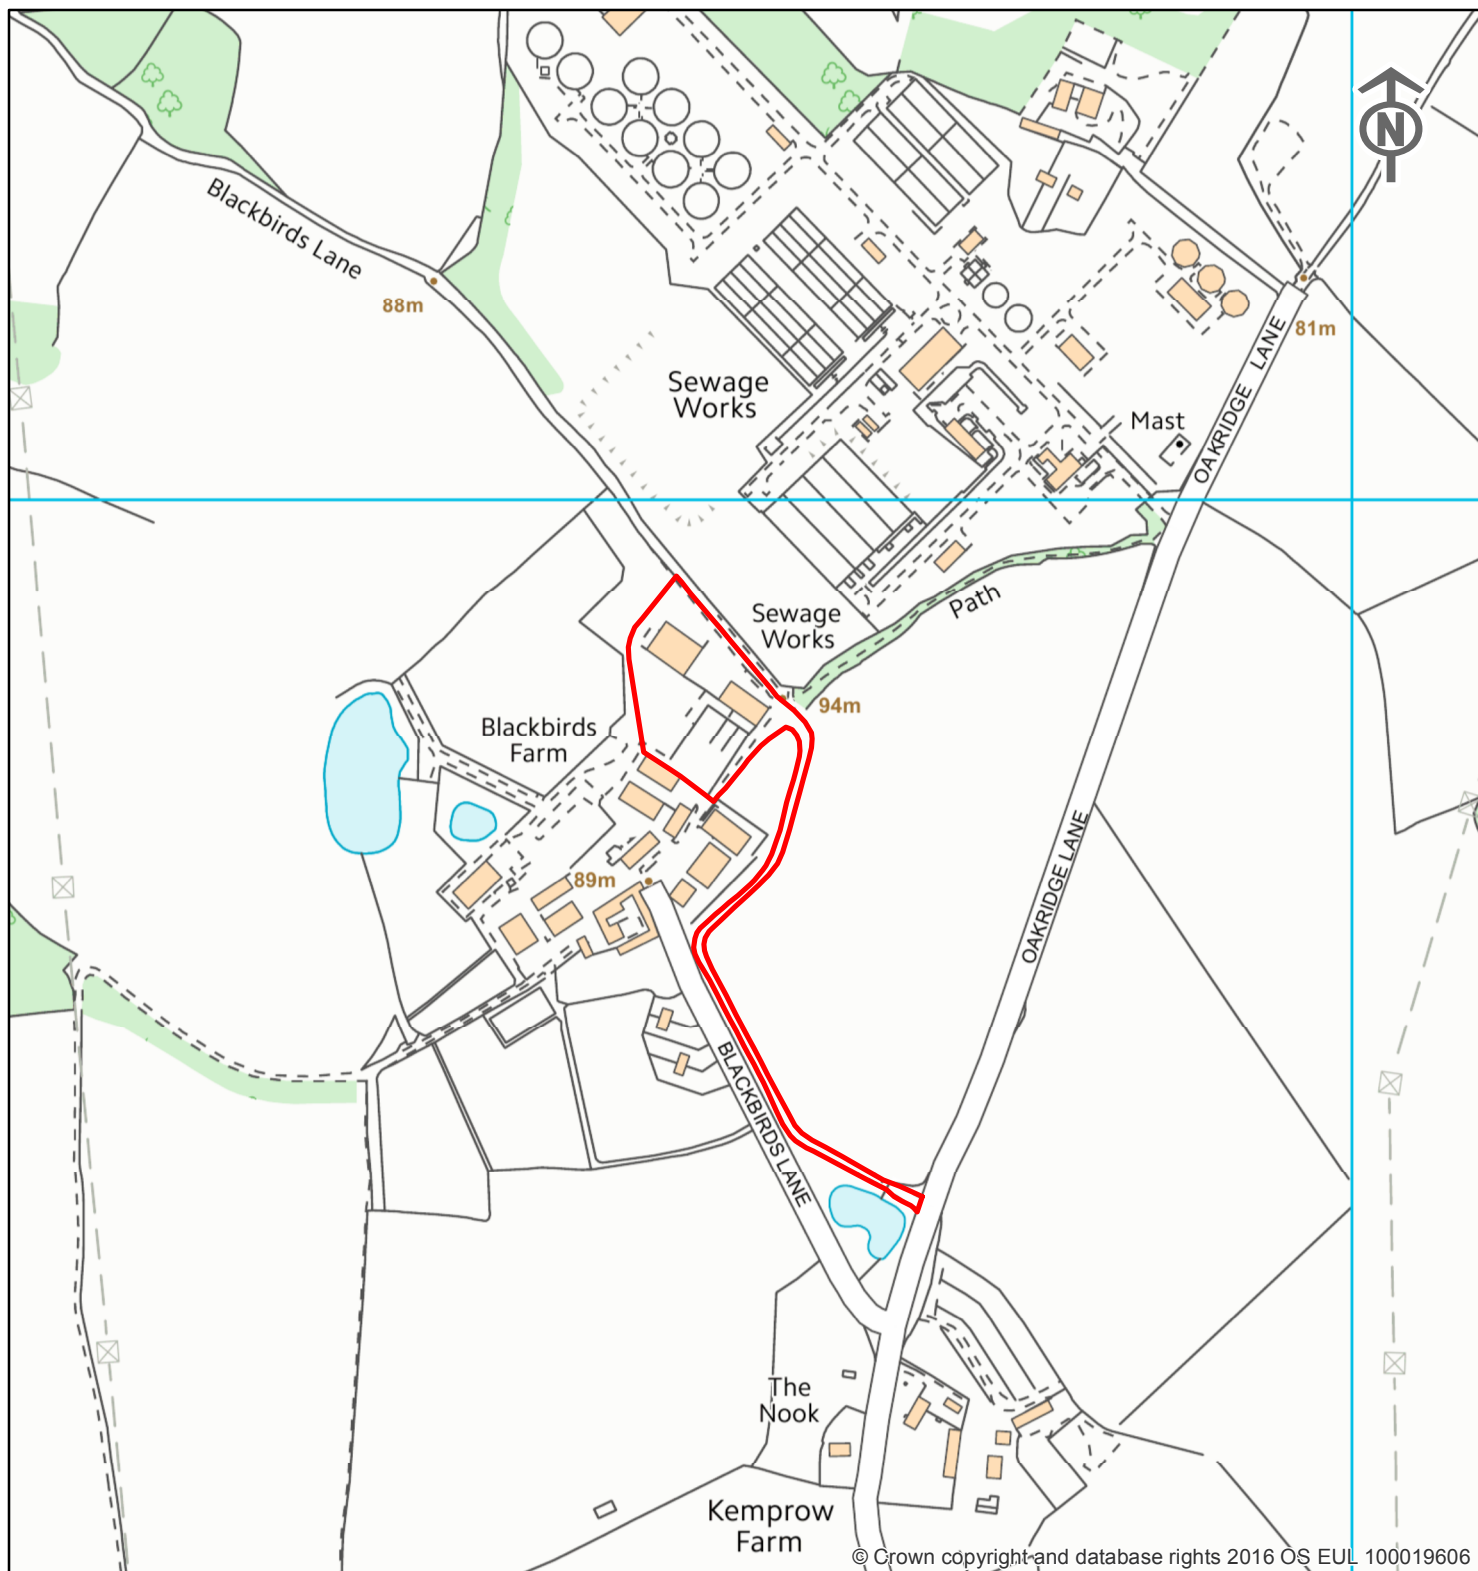 N
Blackbirds Lane
88m
81m
OAKRIDGE LANE
Sewage
Works
Mast
Path
Sewage
Works
94m
Blackbirds
Farm
89m
OAKRIDGE LANE
BLACKBIRDS LANE
The
Nook
Kemprow
Farm
© Crown copyright and database rights 2016 OS EUL 100019606